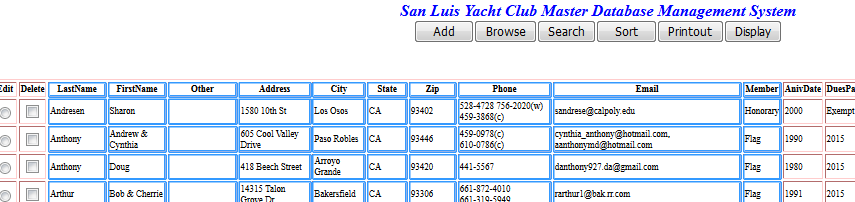 San Luis Yacht Club Master Database Management System
Add Browse Search Sort Printout Display
Edit Delete LastName FirstName Other Address City State Zip Phone Email Member AnivDate DuesPa
Andresen Sharon 1580 10th St Los Osos CA 93402 528-4728 756-2020(w) sandrese@calpoly.edu Honorary 2000 Exempt
459-3868(c)
Anthony Andrew & 605 Cool Valley Paso Robles CA 93446 459-0978(c) cynthia_anthony@hotmail.com, Flag 1990 2015
Cynthia Drive 610-0786(c) aanthonymd@hotmail.com
Anthony Doug 418 Beech Street Arroyo CA 93420 441-5567 danthony927.da@gmail.com Flag 1980 2015
Grande
Arthur Bob & Cherrie 14315 Talon Bakersfield CA 93306 661-872-4010 rarthur1@bak.rr.com Flag 1991 2015
Grove Dr 661-319-5949